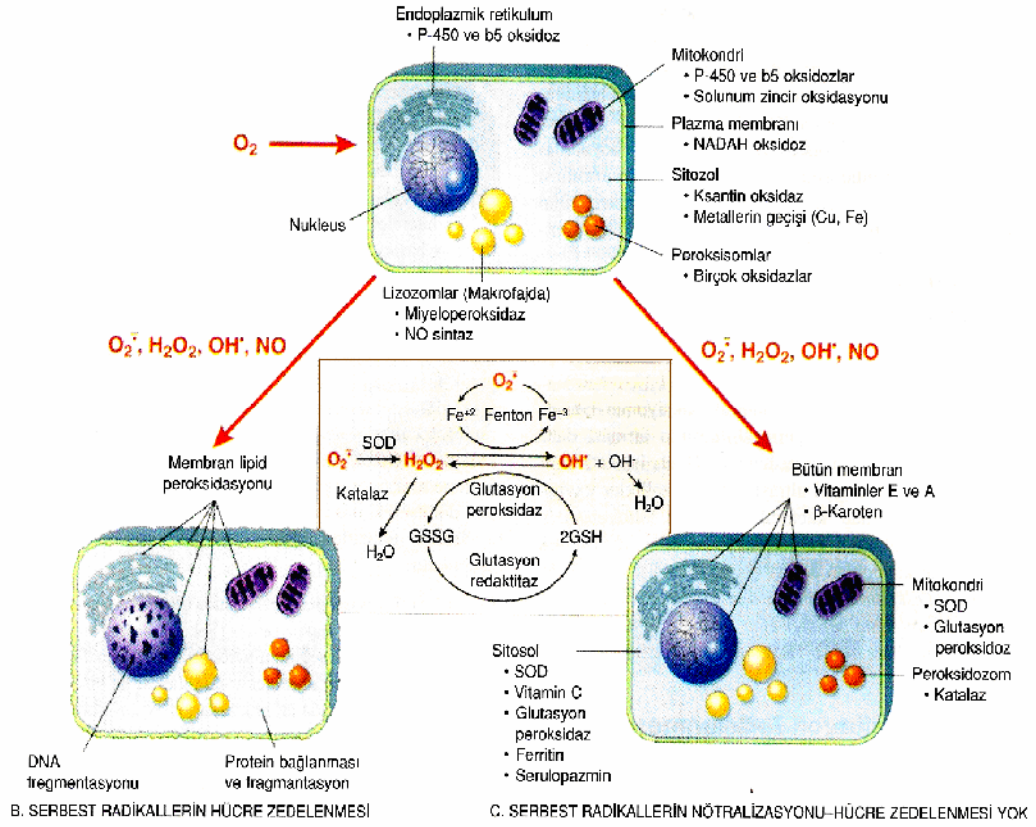 Endoplazmik retikulum
• P-450 ve b5 oksidoz
Mitokondri
• P-450 ve b5 oksidozlar
• Solunum zincir oksidasyonu
Plazma membranı
• NADAH oksidoz
O₂
Sitozol
• Ksantin oksidaz
• Metallerin geçişi (Cu, Fe)
Nukleus
Poroksisomlar
• Birçok oksidazlar
Lizozomlar (Makrofajda)
• Miyeloperoksidaz
• NO sintaz
O₂⁻̇, H₂O₂, OH˙, NO
O₂⁻̇, H₂O₂, OH˙, NO
O₂⁻̇
Fe⁺² Fenton Fe⁻³
SOD
O₂⁻̇ H₂O₂ OH˙ + OH⁻
Katalaz
Glutasyon
peroksidaz
H₂O
GSSG
2GSH
H₂O
Glutasyon
redaktitaz
Membran lipid
peroksidasyonu
Bütün membran
• Vitaminler E ve A
• β-Karoten
Mitokondri
• SOD
• Glutasyon
peroksidoz
Peroksidozom
• Katalaz
Sitosol
• SOD
• Vitamin C
• Glutasyon
peroksidaz
• Ferritin
• Serulopazmin
DNA
fregmentasyonu
Protein bağlanması
ve fragmantasyon
B. SERBEST RADİKALLERİN HÜCRE ZEDELENMESİ
C. SERBEST RADİKALLERİN NÖTRALİZASYONU–HÜCRE ZEDELENMESİ YOK